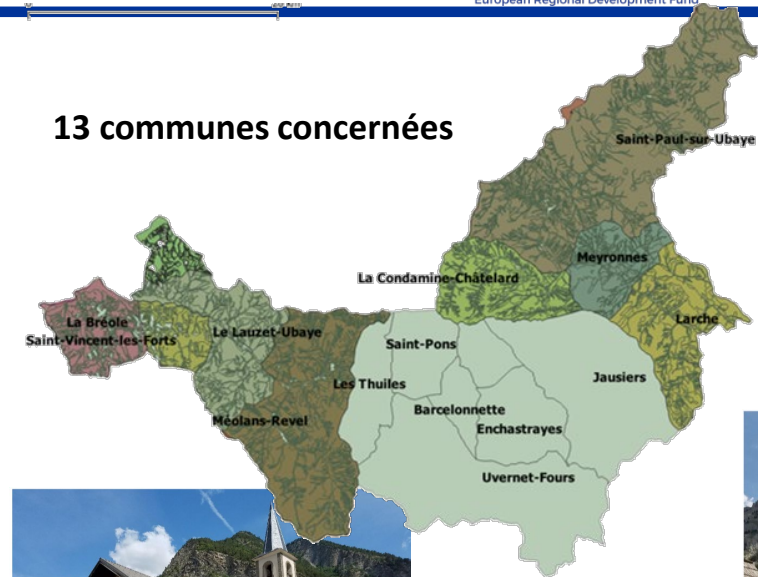 European Regional Development Fund
13 communes concernées
Saint-Paul-sur-Ubaye
Meyronnes
La Condamine-Châtelard
Larche
La Bréole
Saint-Vincent-les-Forts
Le Lauzet-Ubaye
Saint-Pons
Les Thuiles
Jausiers
Barcelonnette
Méolans-Revel
Enchastrayes
Uvernet-Fours